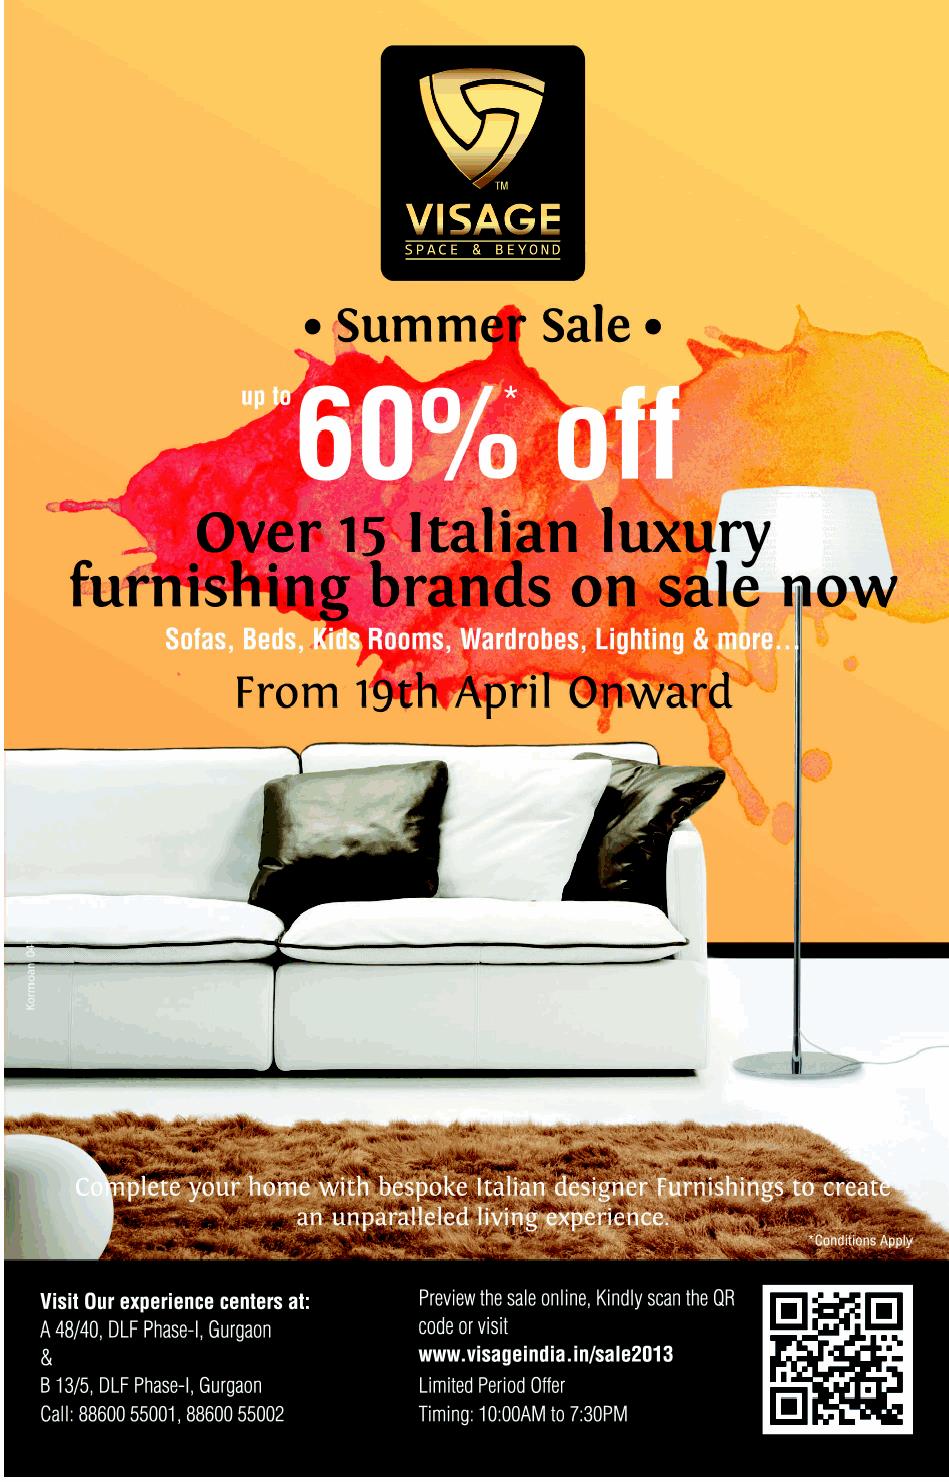 TM
VISAGE
SPACE & BEYOND
• Summer Sale •
up to
60%* off
Over 15 Italian luxury
furnishing brands on sale now
Sofas, Beds, Kids Rooms, Wardrobes, Lighting & more...
From 19th April Onward
Kormoan 04
Complete your home with bespoke Italian designer Furnishings to create
an unparalleled living experience.
*Conditions Apply
Visit Our experience centers at:
A 48/40, DLF Phase-I, Gurgaon
&
B 13/5, DLF Phase-I, Gurgaon
Call: 88600 55001, 88600 55002
Preview the sale online, Kindly scan the QR
code or visit
www.visageindia.in/sale2013
Limited Period Offer
Timing: 10:00AM to 7:30PM